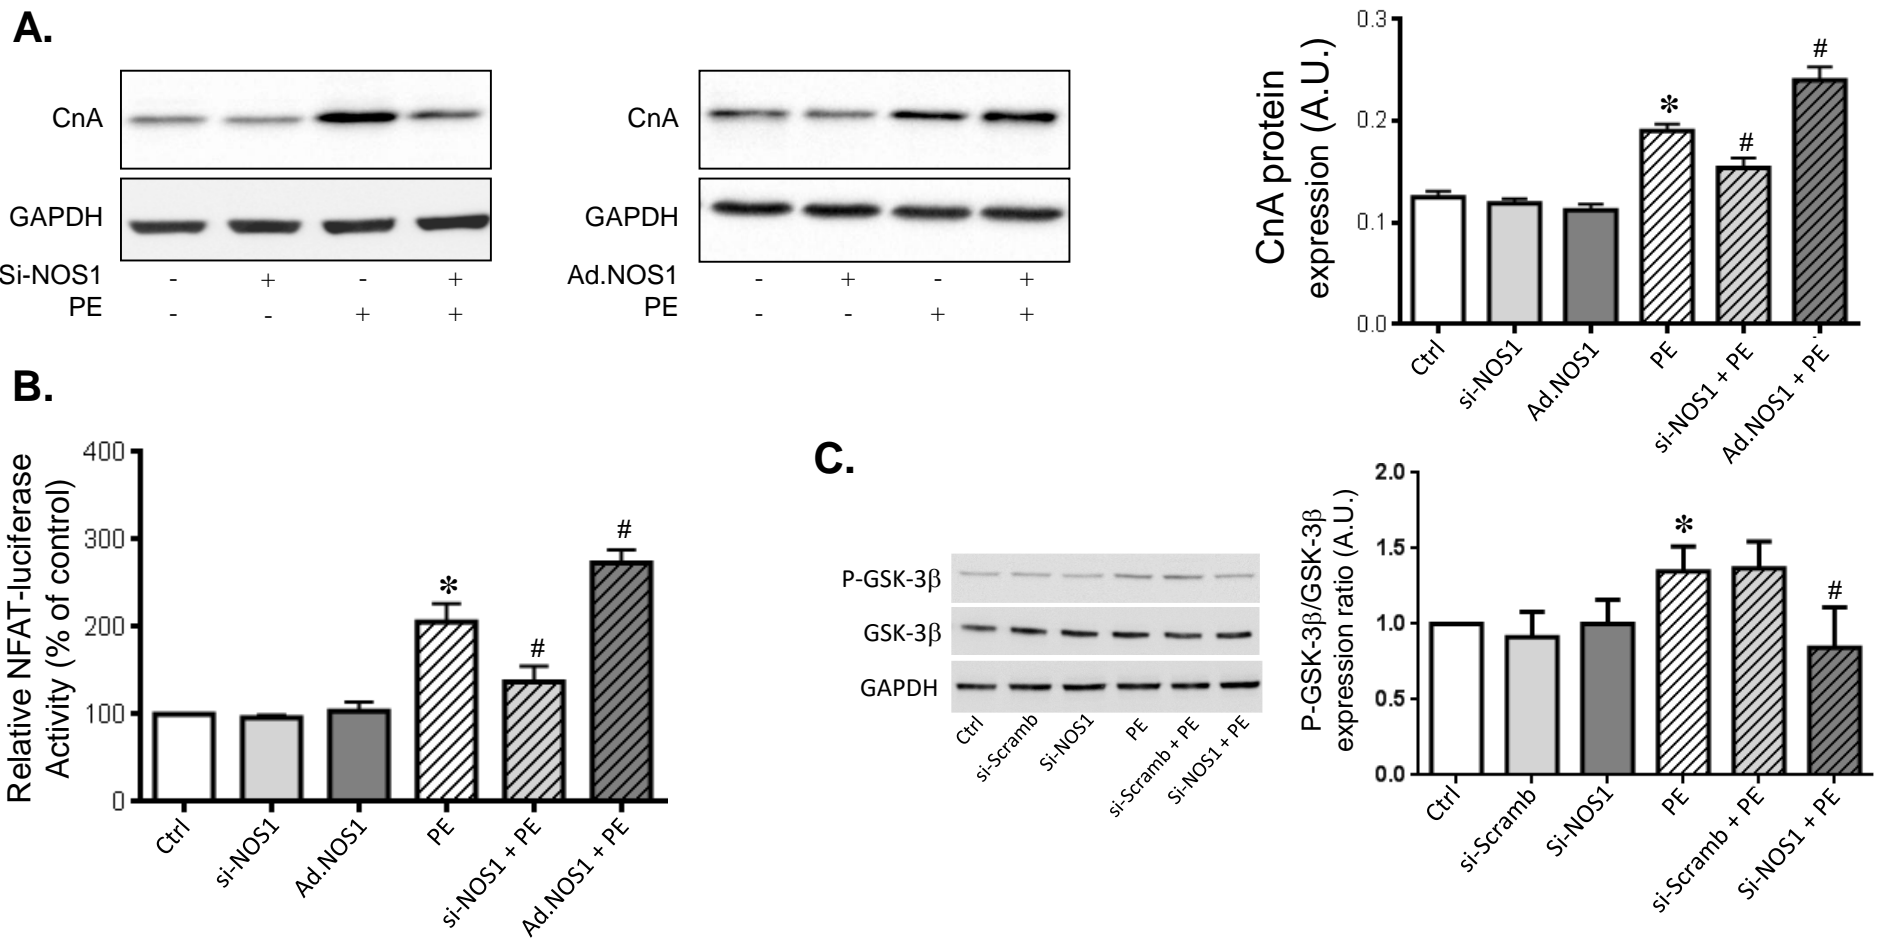 A.
CnA
GAPDH
Si-NOS1 - + - +
PE - - + +
CnA
GAPDH
Ad.NOS1 - + - +
PE - - + +
CnA protein
expression (A.U.)
0.3
0.2
0.1
0.0
*
#
#
Ctrl
si-NOS1
Ad.NOS1
PE
si-NOS1 + PE
Ad.NOS1 + PE
B.
Relative NFAT-luciferase
Activity (% of control)
400
300
200
100
0
*
#
#
Ctrl
si-NOS1
Ad.NOS1
PE
si-NOS1 + PE
Ad.NOS1 + PE
C.
P-GSK-3β
GSK-3β
GAPDH
Ctrl
si-Scramb
Si-NOS1
PE
si-Scramb + PE
Si-NOS1 + PE
P-GSK-3β/GSK-3β
expression ratio (A.U.)
2.0
1.5
1.0
0.5
0.0
*
#
Ctrl
si-Scramb
Si-NOS1
PE
si-Scramb + PE
Si-NOS1 + PE